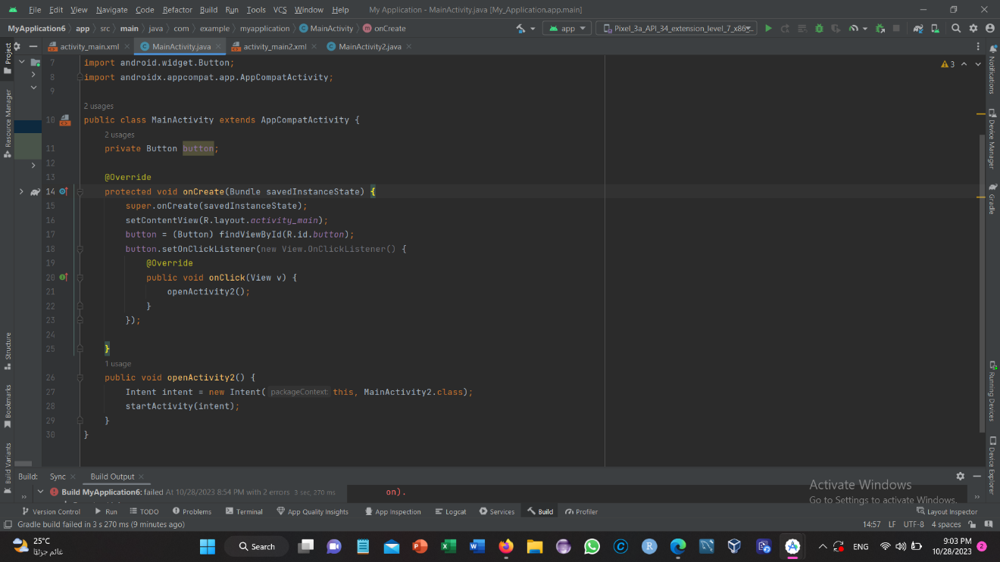 File Edit View Navigate Code Refactor Build Run Tools VCS Window Help My Application - MainActivity.java [My_Application.app.main]
MyApplication6 app src main java com example myapplication MainActivity onCreate app Pixel_3a_API_34_extension_level_7_x86
activity_main.xml MainActivity.java activity_main2.xml MainActivity2.java
Project
Resource Manager
Structure
Bookmarks
Build Variants
3
7 import android.widget.Button;
8 import androidx.appcompat.app.AppCompatActivity;
9
2 usages
10 public class MainActivity extends AppCompatActivity {
2 usages
11 private Button button;
12
13 @Override
14 protected void onCreate(Bundle savedInstanceState) {
15 super.onCreate(savedInstanceState);
16 setContentView(R.layout.activity_main);
17 button = (Button) findViewById(R.id.button);
18 button.setOnClickListener(new View.OnClickListener() {
19 @Override
20 public void onClick(View v) {
21 openActivity2();
22 }
23 });
24
25 }
1 usage
26 public void openActivity2() {
27 Intent intent = new Intent( packageContext: this, MainActivity2.class);
28 startActivity(intent);
29 }
30 }
Notifications
Device Manager
Gradle
Running Devices
Device Explorer
Build: Sync Build Output
Build MyApplication6: failed At 10/28/2023 8:54 PM with 2 errors 3 sec, 270 ms on).
Activate Windows
Go to Settings to activate Windows.
Version Control Run TODO Problems Terminal App Quality Insights App Inspection Logcat Services Build Profiler Layout Inspector
Gradle build failed in 3 s 270 ms (9 minutes ago) 14:57 LF UTF-8 4 spaces
25°C
غائم جزئيًا
Search
ENG
9:03 PM
10/28/2023
2